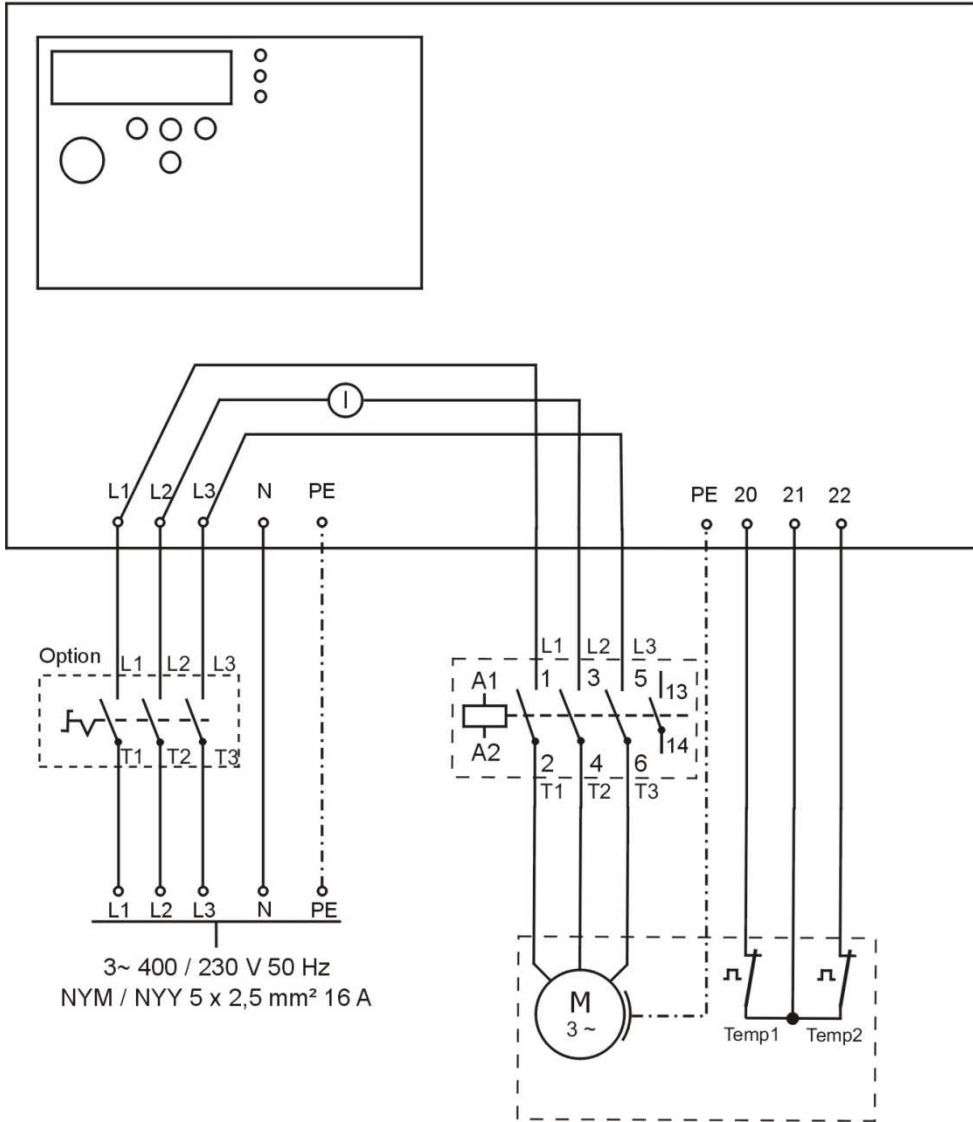 I
L1 L2 L3 N PE
PE 20 21 22
Option
L1 L2 L3
T1 T2 T3
L1 L2 L3
A1 1 3 5 13
A2 2 4 6 14
T1 T2 T3
L1 L2 L3 N PE
3~ 400 / 230 V 50 Hz
NYM / NYY 5 x 2,5 mm² 16 A
M
3 ~
Temp1 Temp2